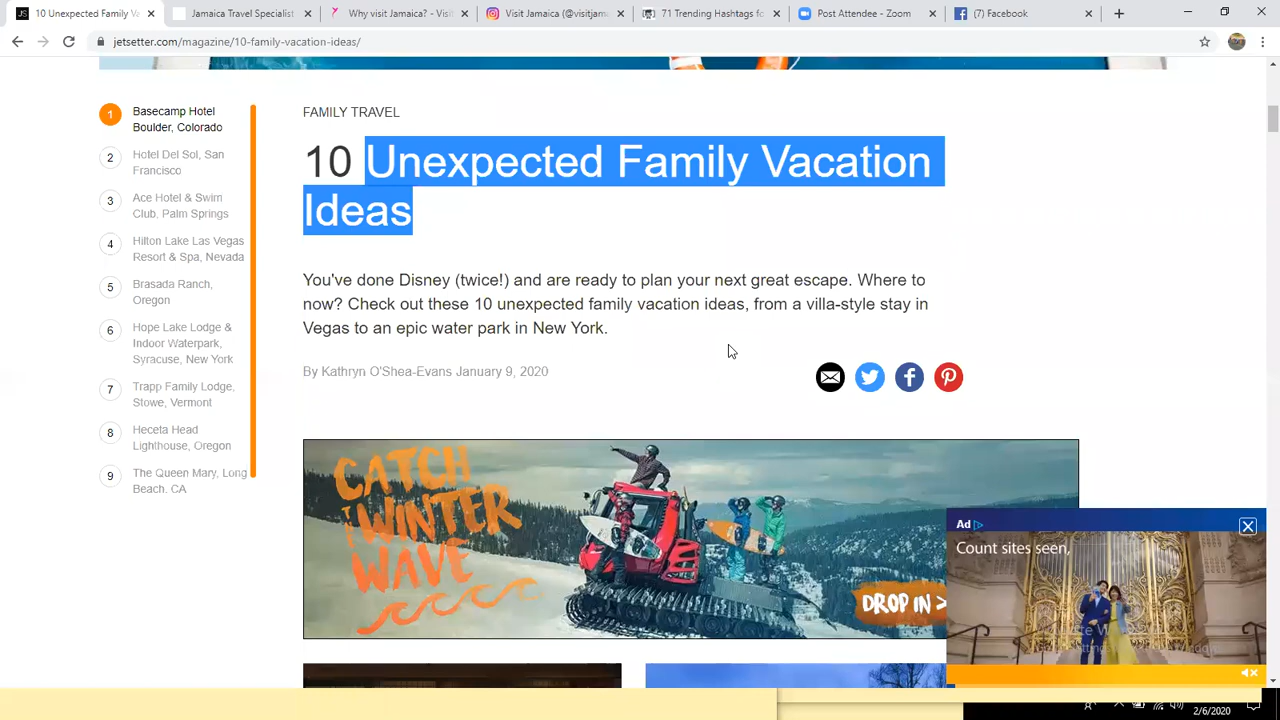 10 Unexpected Family V
Jamaica Travel Specialist
Why visit Jamaica? - Visi
Visit Jamaica (@visitjam
71 Trending Hashtags fo
Post Attendee - Zoom
(7) Facebook
jetsetter.com/magazine/10-family-vacation-ideas/
1
Basecamp Hotel
Boulder, Colorado
2
Hotel Del Sol, San
Francisco
3
Ace Hotel & Swim
Club, Palm Springs
4
Hilton Lake Las Vegas
Resort & Spa, Nevada
5
Brasada Ranch,
Oregon
6
Hope Lake Lodge &
Indoor Waterpark,
Syracuse, New York
7
Trapp Family Lodge,
Stowe, Vermont
8
Heceta Head
Lighthouse, Oregon
9
The Queen Mary, Long
Beach, CA
FAMILY TRAVEL
10 Unexpected Family Vacation
Ideas
You've done Disney (twice!) and are ready to plan your next great escape. Where to
now? Check out these 10 unexpected family vacation ideas, from a villa-style stay in
Vegas to an epic water park in New York.
By Kathryn O'Shea-Evans January 9, 2020
CATCH
THE WINTER
WAVE
DROP IN >
Ad
Count sites seen,
2/6/2020